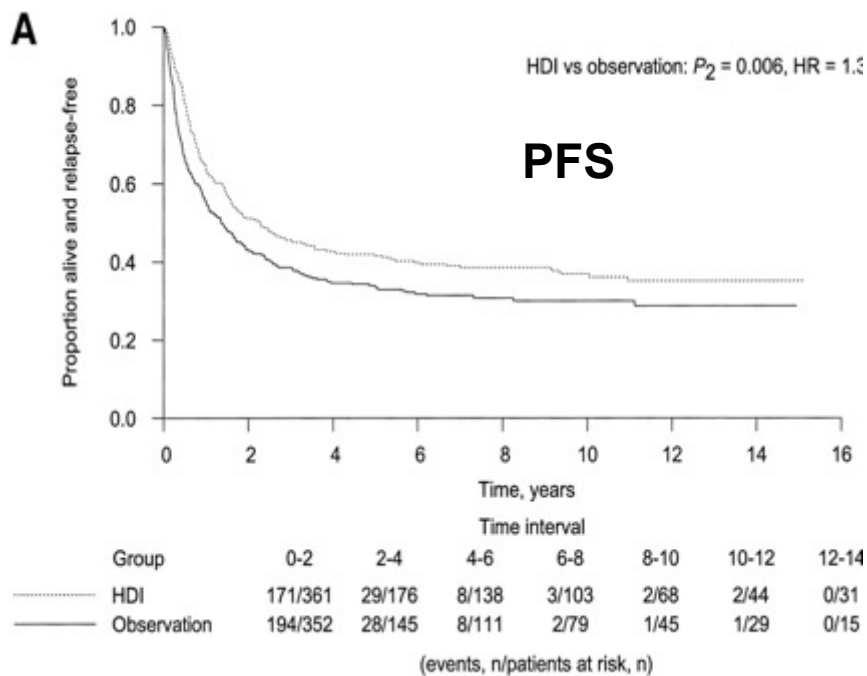 A
1.0
0.8
0.6
0.4
0.2
0.0
Proportion alive and relapse-free
HDI vs observation: P2 = 0.006, HR = 1.3
PFS
0 2 4 6 8 10 12 14 16
Time, years
Time interval
Group 0-2 2-4 4-6 6-8 8-10 10-12 12-14
HDI 171/361 29/176 8/138 3/103 2/68 2/44 0/31
Observation 194/352 28/145 8/111 2/79 1/45 1/29 0/15
(events, n/patients at risk, n)